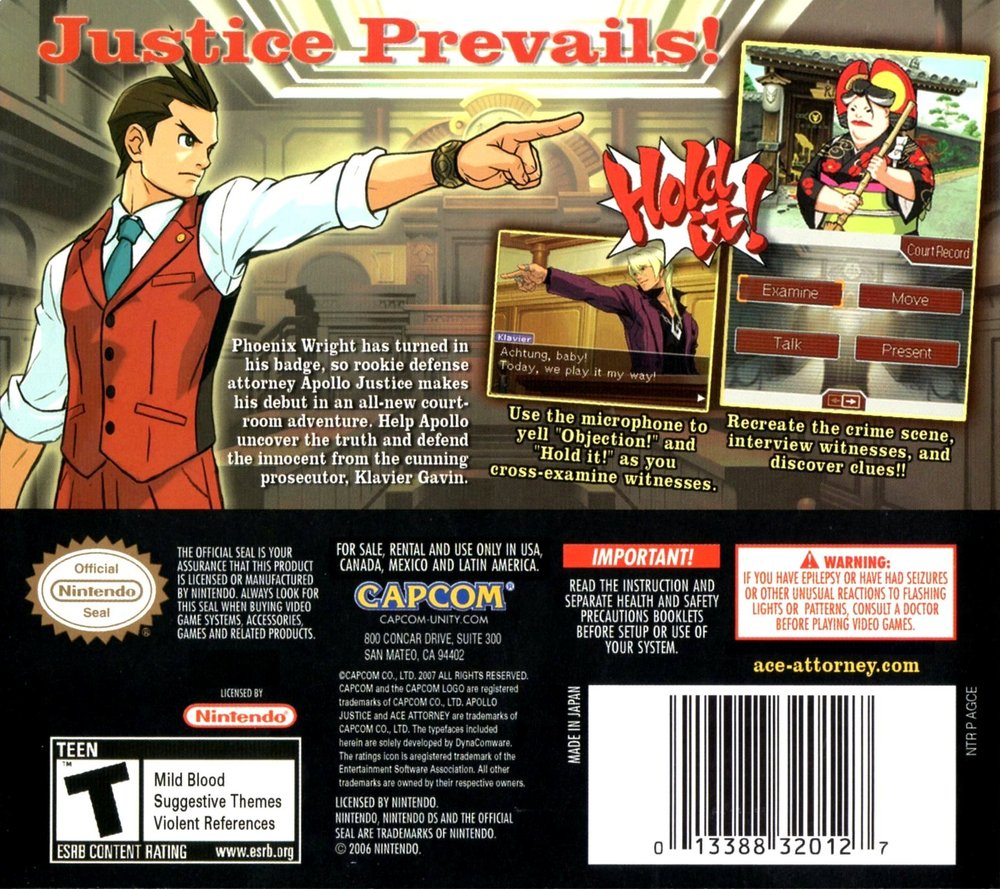 Justice Prevails!
Hold it!
Court Record
Examine
Move
Talk
Present
Klavier
Achtung, baby!
Today, we play it my way!
Phoenix Wright has turned in
his badge, so rookie defense
attorney Apollo Justice makes
his debut in an all-new court-
room adventure. Help Apollo
uncover the truth and defend
the innocent from the cunning
prosecutor, Klavier Gavin.
Use the microphone to
yell "Objection!" and
"Hold it!" as you
cross-examine witnesses.
Recreate the crime scene,
interview witnesses, and
discover clues!!
Official
Nintendo
Seal
®
THE OFFICIAL SEAL IS YOUR
ASSURANCE THAT THIS PRODUCT
IS LICENSED OR MANUFACTURED
BY NINTENDO. ALWAYS LOOK FOR
THIS SEAL WHEN BUYING VIDEO
GAME SYSTEMS, ACCESSORIES,
GAMES AND RELATED PRODUCTS.
LICENSED BY
Nintendo®
TEEN
™
T
Mild Blood
Suggestive Themes
Violent References
ESRB CONTENT RATING www.esrb.org
FOR SALE, RENTAL AND USE ONLY IN USA,
CANADA, MEXICO AND LATIN AMERICA.
CAPCOM®
CAPCOM-UNITY.COM
800 CONCAR DRIVE, SUITE 300
SAN MATEO, CA 94402
©CAPCOM CO., LTD. 2007 ALL RIGHTS RESERVED.
CAPCOM and the CAPCOM LOGO are registered
trademarks of CAPCOM CO., LTD. APOLLO
JUSTICE and ACE ATTORNEY are trademarks of
CAPCOM CO., LTD. The typefaces included
herein are solely developed by DynaComware.
The ratings icon is aregistered trademark of the
Entertainment Software Association. All other
trademarks are owned by their respective owners.
LICENSED BY NINTENDO.
NINTENDO, NINTENDO DS AND THE OFFICIAL
SEAL ARE TRADEMARKS OF NINTENDO.
© 2006 NINTENDO.
IMPORTANT!
READ THE INSTRUCTION AND
SEPARATE HEALTH AND SAFETY
PRECAUTIONS BOOKLETS
BEFORE SETUP OR USE OF
YOUR SYSTEM.
WARNING:
IF YOU HAVE EPILEPSY OR HAVE HAD SEIZURES
OR OTHER UNUSUAL REACTIONS TO FLASHING
LIGHTS OR PATTERNS, CONSULT A DOCTOR
BEFORE PLAYING VIDEO GAMES.
ace-attorney.com
MADE IN JAPAN
0 13388 32012 7
NTR P AGCE